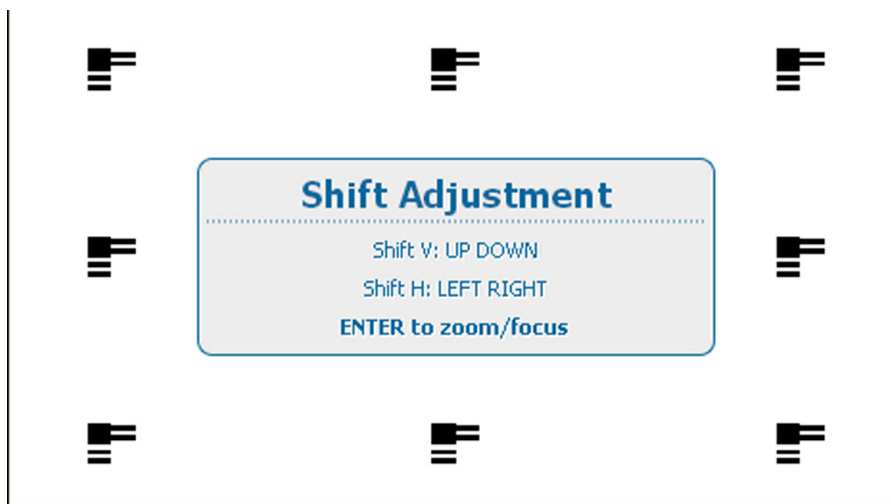 Shift Adjustment
Shift V: UP DOWN
Shift H: LEFT RIGHT
ENTER to zoom/focus